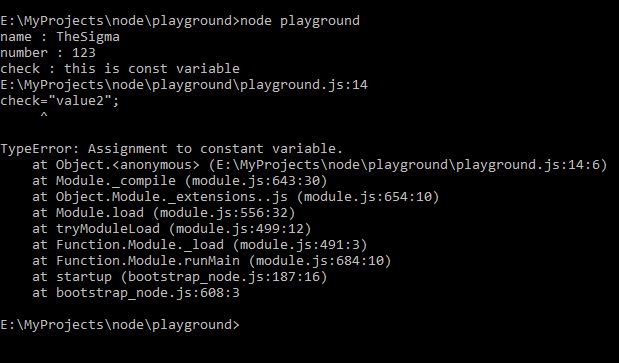 E:\MyProjects\node\playground>node playground
name : TheSigma
number : 123
check : this is const variable
E:\MyProjects\node\playground\playground.js:14
check="value2";
     ^
TypeError: Assignment to constant variable.
    at Object.<anonymous> (E:\MyProjects\node\playground\playground.js:14:6)
    at Module._compile (module.js:643:30)
    at Object.Module._extensions..js (module.js:654:10)
    at Module.load (module.js:556:32)
    at tryModuleLoad (module.js:499:12)
    at Function.Module._load (module.js:491:3)
    at Function.Module.runMain (module.js:684:10)
    at startup (bootstrap_node.js:187:16)
    at bootstrap_node.js:608:3
E:\MyProjects\node\playground>